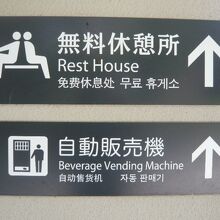 無料休憩所
Rest House
免费休息处 무료 휴게소
自動販売機
Beverage Vending Machine
自动售货机 자동 판매기